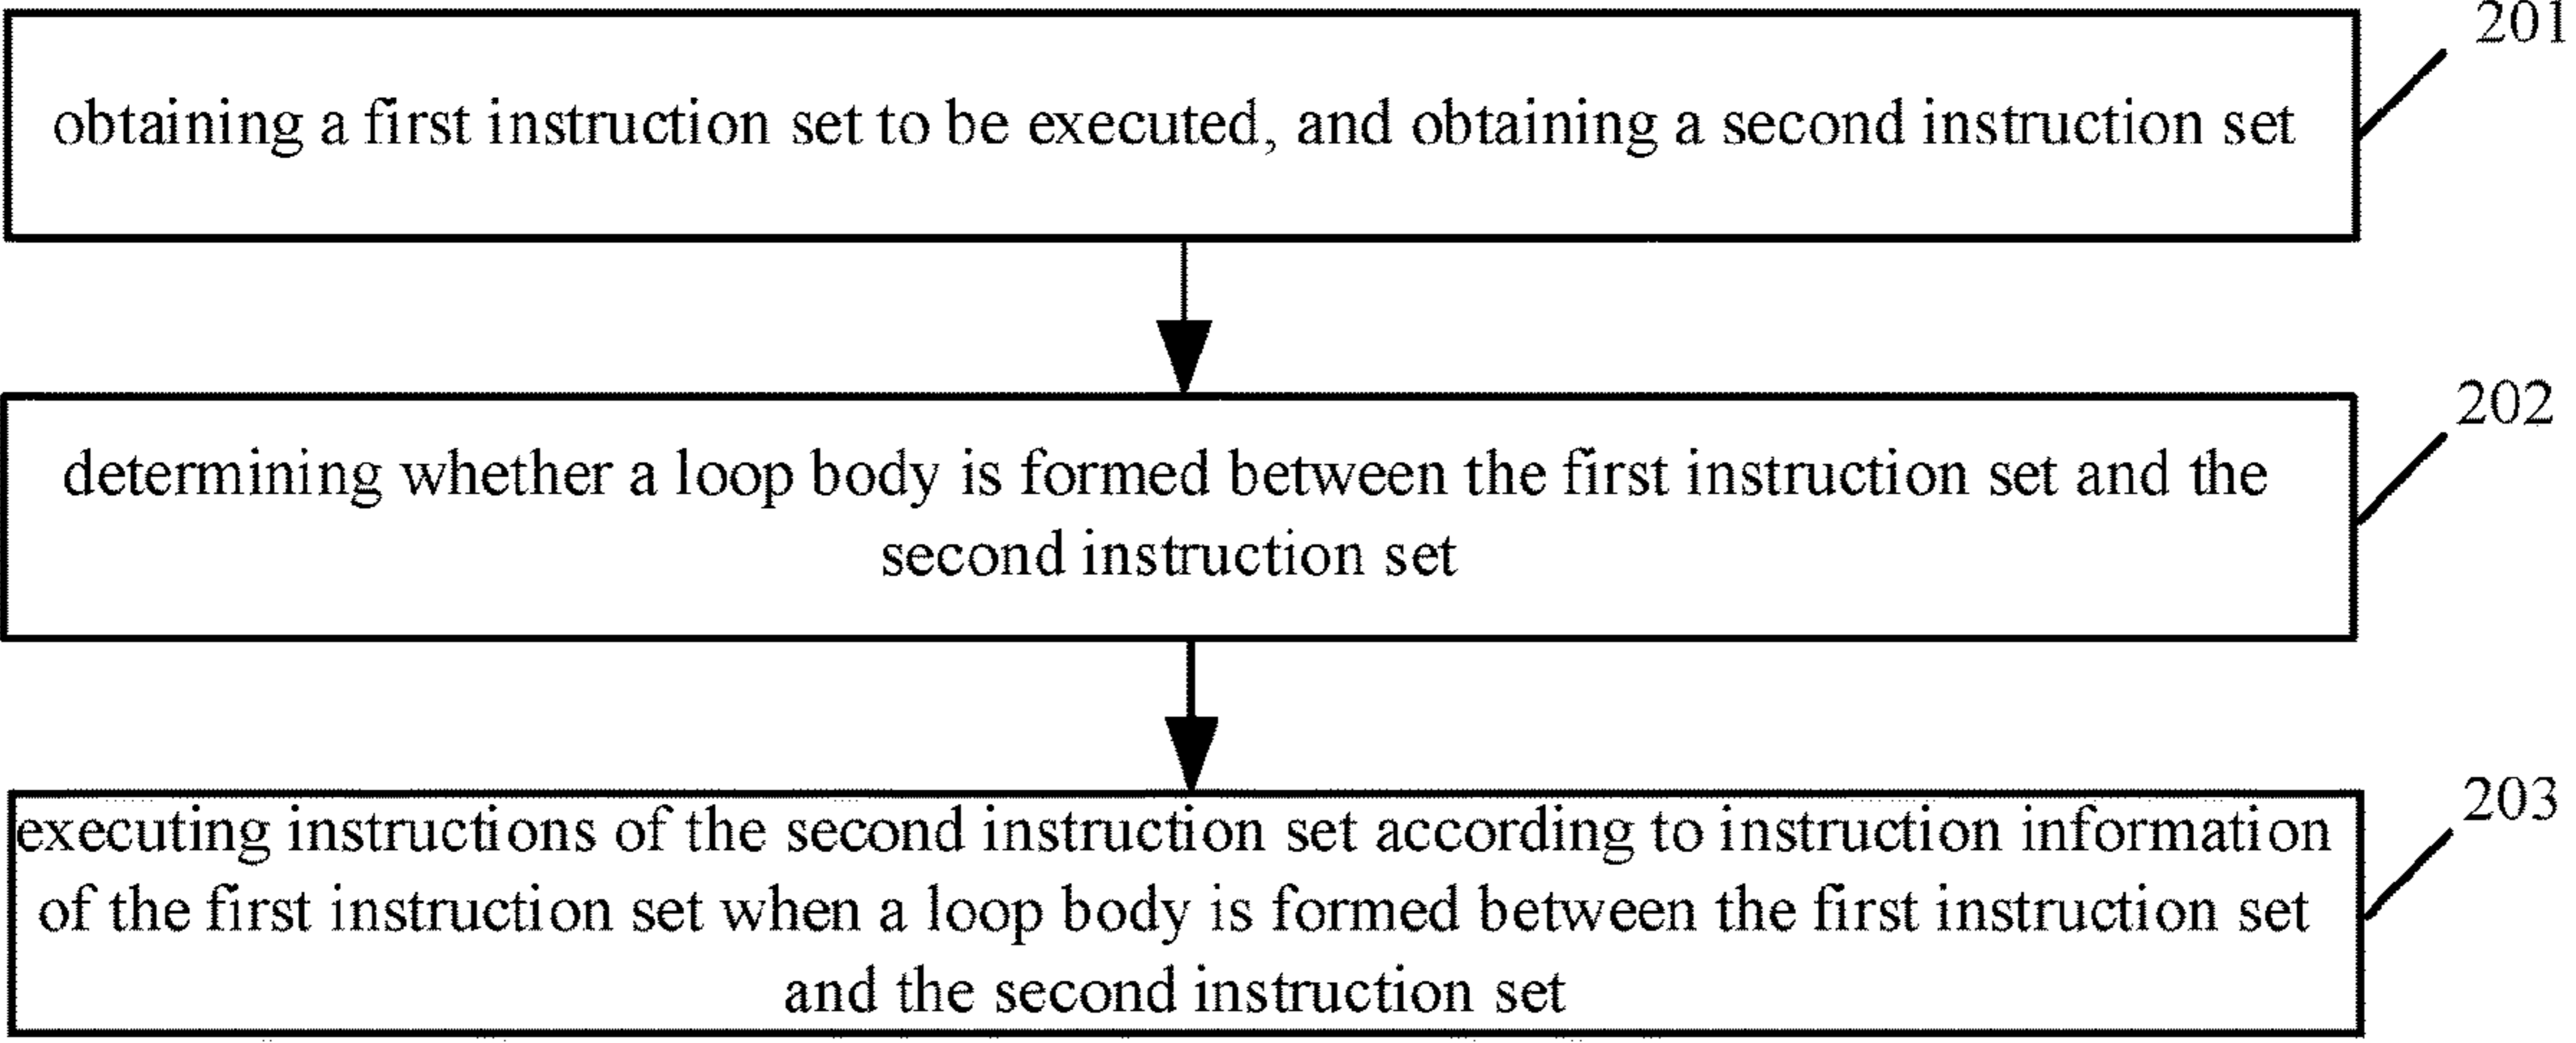 201
obtaining a first instruction set to be executed, and obtaining a second instruction set
202
determining whether a loop body is formed between the first instruction set and the
second instruction set
203
executing instructions of the second instruction set according to instruction information
of the first instruction set when a loop body is formed between the first instruction set
and the second instruction set